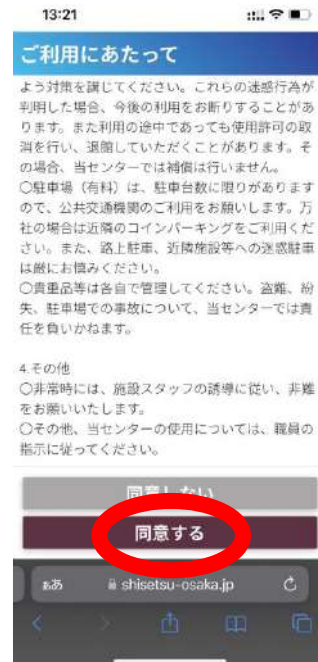 13:21
ご利用にあたって
よう対策を講じてください。これらの迷惑行為が
判明した場合、今後の利用をお断りすることがあ
ります。また利用の途中であっても使用許可の取
消を行い、退館していただくことがあります。そ
の場合、当センターでは補償は行いません。
○駐車場（有料）は、駐車台数に限りがあります
ので、公共交通機関のご利用をお願いします。万
社の場合は近隣のコインパーキングをご利用くだ
さい。また、路上駐車、近隣施設等への迷惑駐車
は厳にお慎みください。
○貴重品等は各自で管理してください。盗難、紛
失、駐車場での事故について、当センターでは責
任を負いかねます。
4.その他
○非常時には、施設スタッフの誘導に従い、非難
をお願いいたします。
○その他、当センターの使用については、職員の
指示に従ってください。
同意しない
同意する
ぁあ
shisetsu-osaka.jp